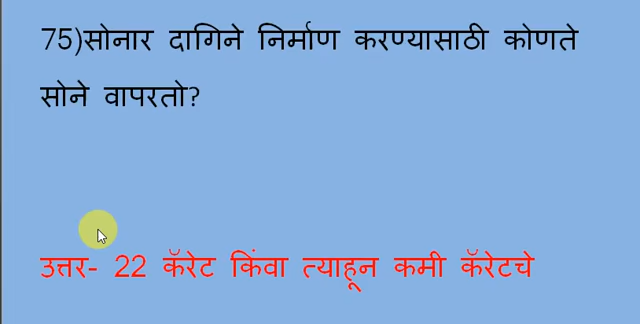 75)सोनार दागिने निर्माण करण्यासाठी कोणते
सोने वापरतो?
उत्तर- 22 कॅरेट किंवा त्याहून कमी कॅरेटचे